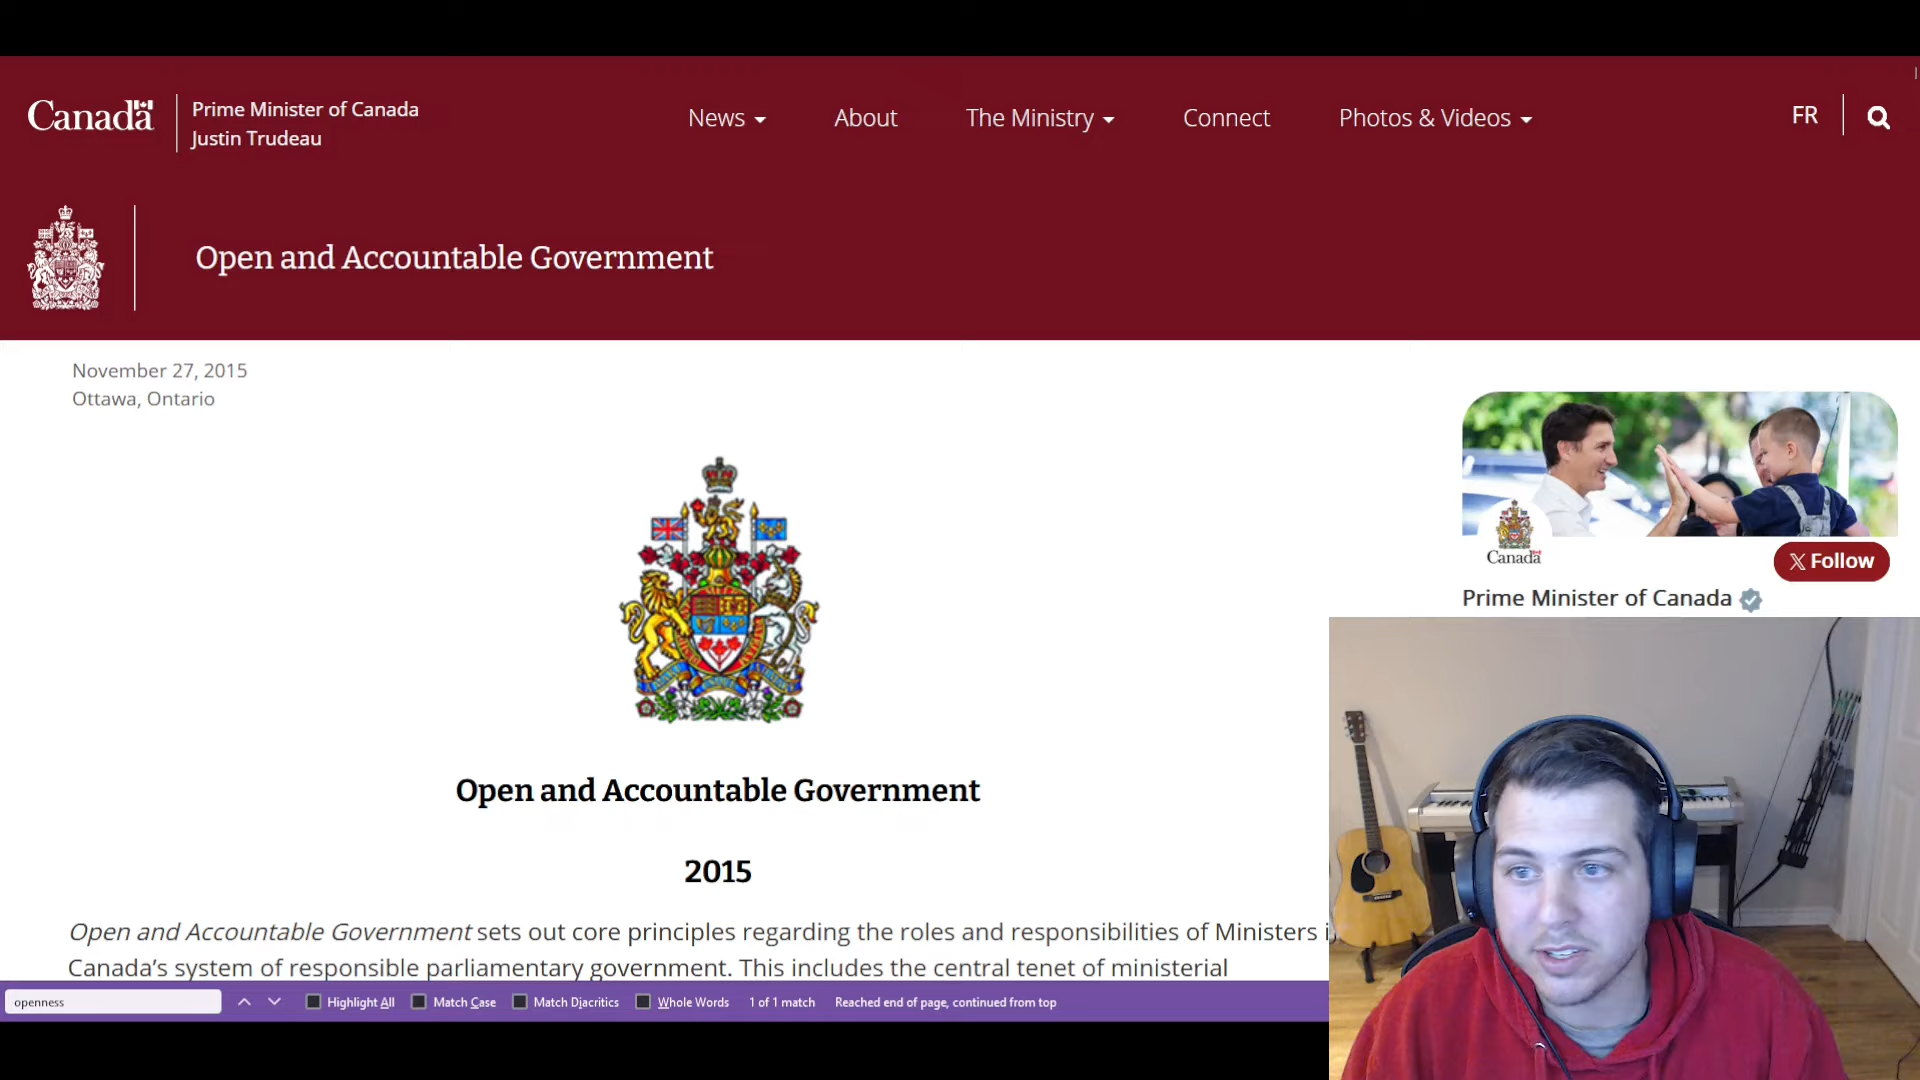 Canada
Prime Minister of Canada
Justin Trudeau
News
About
The Ministry
Connect
Photos & Videos
FR
Open and Accountable Government
November 27, 2015
Ottawa, Ontario
Canada
X Follow
Prime Minister of Canada
Open and Accountable Government
2015
Open and Accountable Government sets out core principles regarding the roles and responsibilities of Ministers i
Canada's system of responsible parliamentary government. This includes the central tenet of ministerial
openness
Highlight All
Match Case
Match Diacritics
Whole Words
1 of 1 match
Reached end of page, continued from top